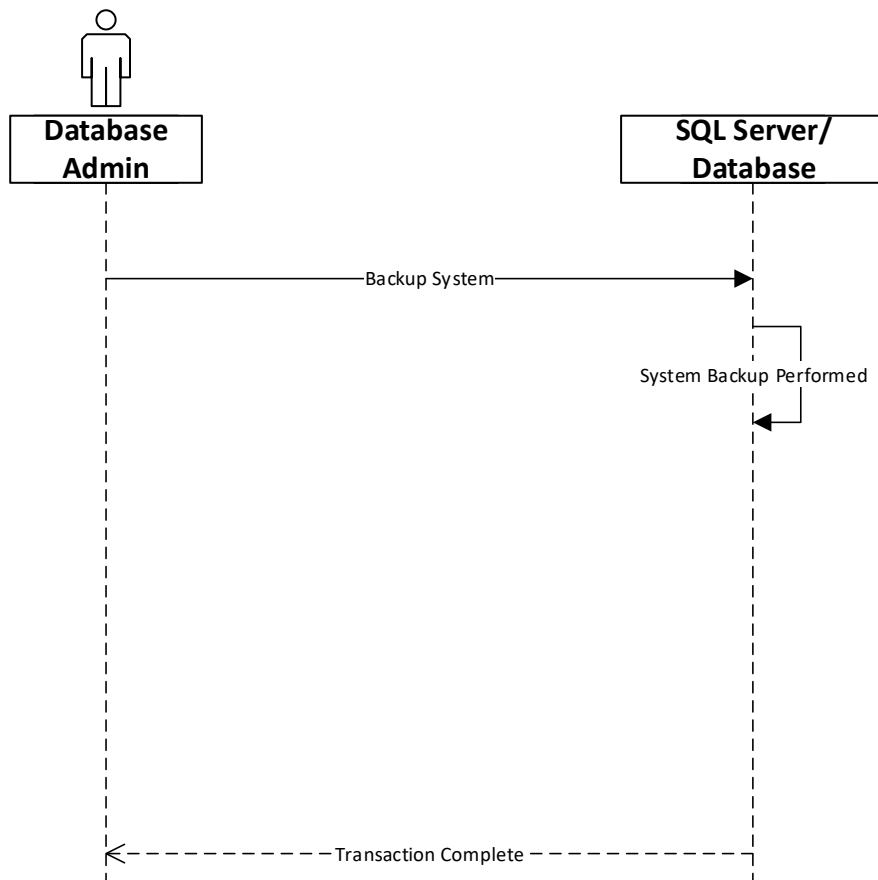 Database
Admin
SQL Server/
Database
Backup System
System Backup Performed
Transaction Complete